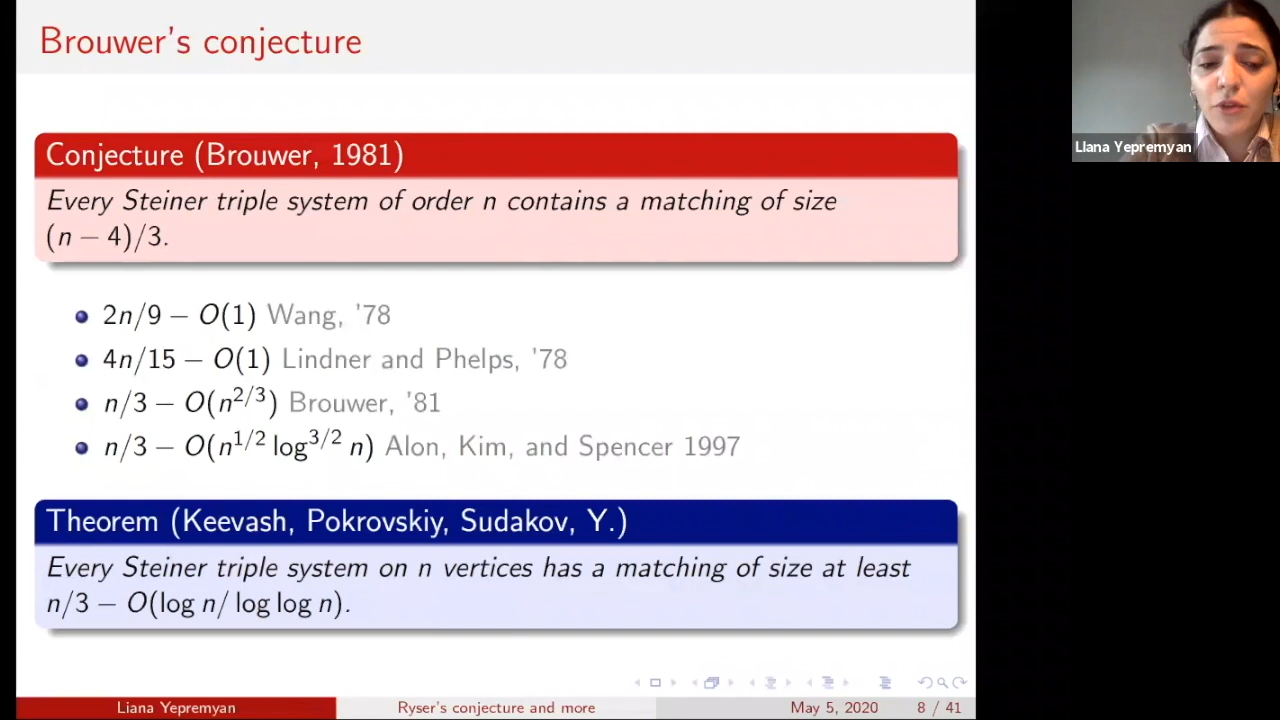 Brouwer's conjecture
Conjecture (Brouwer, 1981)
Every Steiner triple system of order n contains a matching of size
(n − 4)/3.
2n/9 − O(1) Wang, '78
4n/15 − O(1) Lindner and Phelps, '78
n/3 − O(n^{2/3}) Brouwer, '81
n/3 − O(n^{1/2} log^{3/2} n) Alon, Kim, and Spencer 1997
Theorem (Keevash, Pokrovskiy, Sudakov, Y.)
Every Steiner triple system on n vertices has a matching of size at least
n/3 − O(log n/ log log n).
Liana Yepremyan
Ryser's conjecture and more
May 5, 2020
8 / 41
LIana Yepremyan